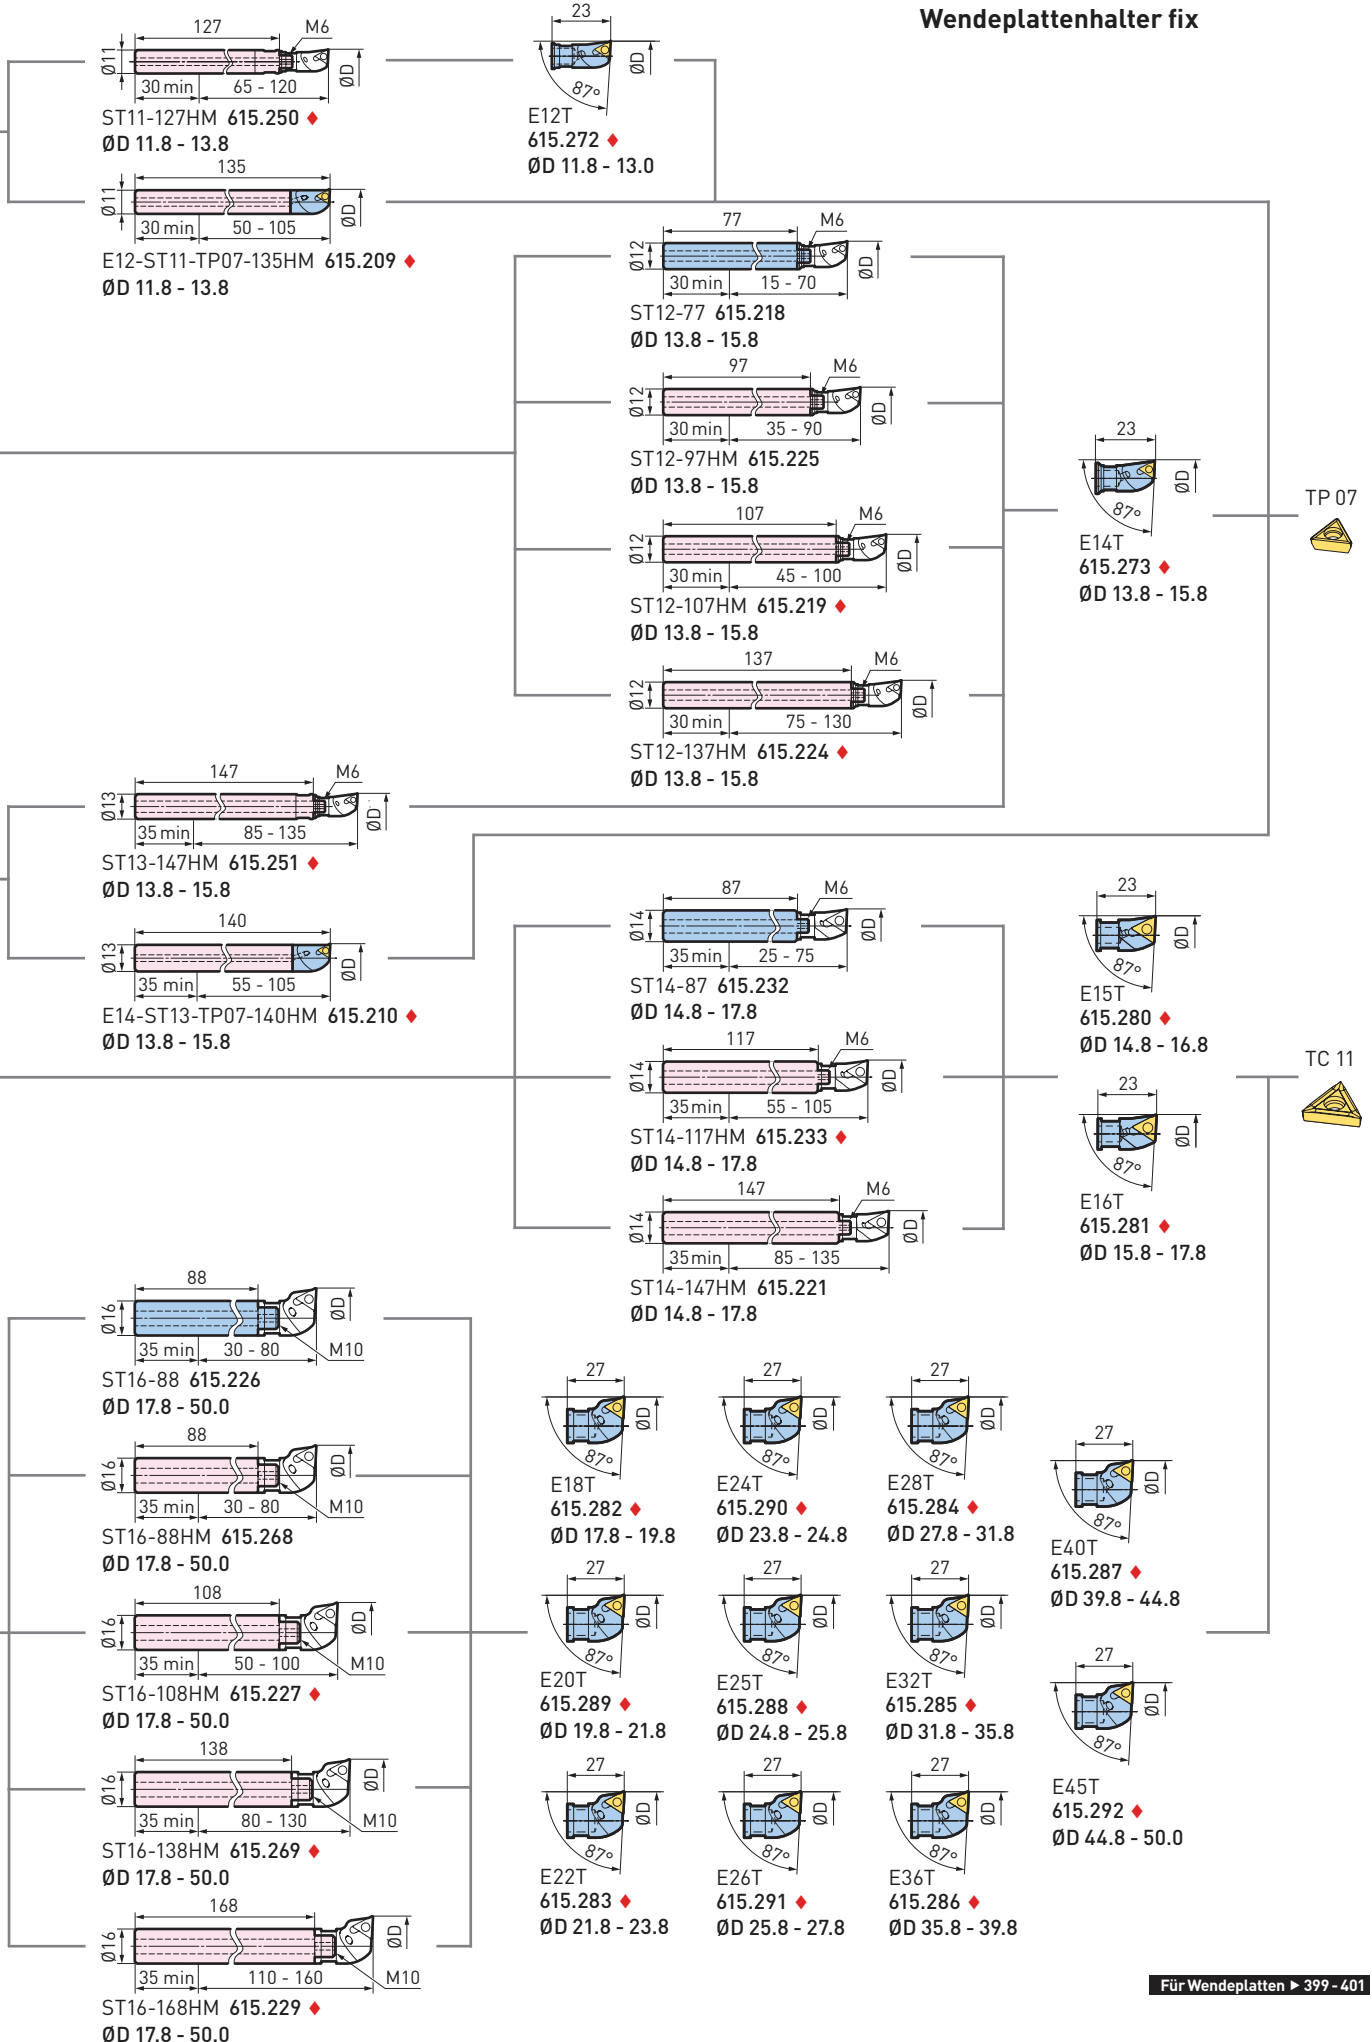 Wendeplattenhalter fix
127
M6
Ø11
ØD
30 min
65 - 120
ST11-127HM 615.250 ♦
ØD 11.8 - 13.8
23
ØD
87°
E12T
615.272 ♦
ØD 11.8 - 13.0
135
Ø11
ØD
30 min
50 - 105
E12-ST11-TP07-135HM 615.209 ♦
ØD 11.8 - 13.8
77
M6
Ø12
ØD
30 min
15 - 70
ST12-77 615.218
ØD 13.8 - 15.8
97
M6
Ø12
ØD
30 min
35 - 90
ST12-97HM 615.225
ØD 13.8 - 15.8
107
M6
Ø12
ØD
30 min
45 - 100
ST12-107HM 615.219 ♦
ØD 13.8 - 15.8
137
M6
Ø12
ØD
30 min
75 - 130
ST12-137HM 615.224 ♦
ØD 13.8 - 15.8
23
ØD
87°
E14T
615.273 ♦
ØD 13.8 - 15.8
TP 07
147
M6
Ø13
ØD
35 min
85 - 135
ST13-147HM 615.251 ♦
ØD 13.8 - 15.8
140
Ø13
ØD
35 min
55 - 105
E14-ST13-TP07-140HM 615.210 ♦
ØD 13.8 - 15.8
87
M6
Ø14
ØD
35min
25 - 75
ST14-87 615.232
ØD 14.8 - 17.8
117
M6
Ø14
ØD
35min
55 - 105
ST14-117HM 615.233 ♦
ØD 14.8 - 17.8
147
M6
Ø14
ØD
35min
85 - 135
ST14-147HM 615.221
ØD 14.8 - 17.8
23
ØD
87°
E15T
615.280 ♦
ØD 14.8 - 16.8
23
ØD
87°
E16T
615.281 ♦
ØD 15.8 - 17.8
TC 11
88
Ø16
ØD
35 min
30 - 80
M10
ST16-88 615.226
ØD 17.8 - 50.0
88
Ø16
ØD
35 min
30 - 80
M10
ST16-88HM 615.268
ØD 17.8 - 50.0
108
Ø16
ØD
35 min
50 - 100
M10
ST16-108HM 615.227 ♦
ØD 17.8 - 50.0
138
Ø16
ØD
35 min
80 - 130
M10
ST16-138HM 615.269 ♦
ØD 17.8 - 50.0
168
Ø16
ØD
35 min
110 - 160
M10
ST16-168HM 615.229 ♦
ØD 17.8 - 50.0
27
ØD
87°
E18T
615.282 ♦
ØD 17.8 - 19.8
27
ØD
87°
E24T
615.290 ♦
ØD 23.8 - 24.8
27
ØD
87°
E28T
615.284 ♦
ØD 27.8 - 31.8
27
ØD
87°
E40T
615.287 ♦
ØD 39.8 - 44.8
27
ØD
87°
E20T
615.289 ♦
ØD 19.8 - 21.8
27
ØD
87°
E25T
615.288 ♦
ØD 24.8 - 25.8
27
ØD
87°
E32T
615.285 ♦
ØD 31.8 - 35.8
27
ØD
87°
E45T
615.292 ♦
ØD 44.8 - 50.0
27
ØD
87°
E22T
615.283 ♦
ØD 21.8 - 23.8
27
ØD
87°
E26T
615.291 ♦
ØD 25.8 - 27.8
27
ØD
87°
E36T
615.286 ♦
ØD 35.8 - 39.8
Für Wendeplatten ▶ 399 - 401